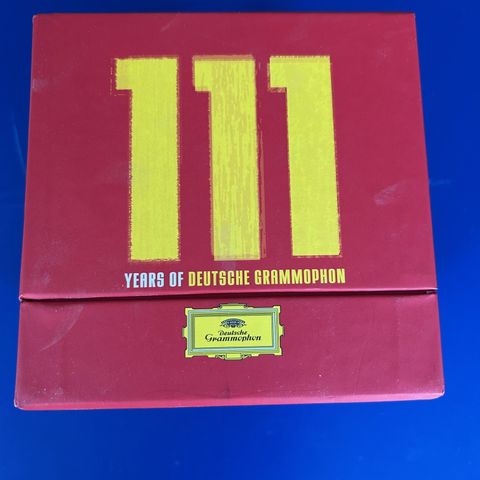 111
YEARS OF DEUTSCHE GRAMMOPHON
Deutsche
Grammophon